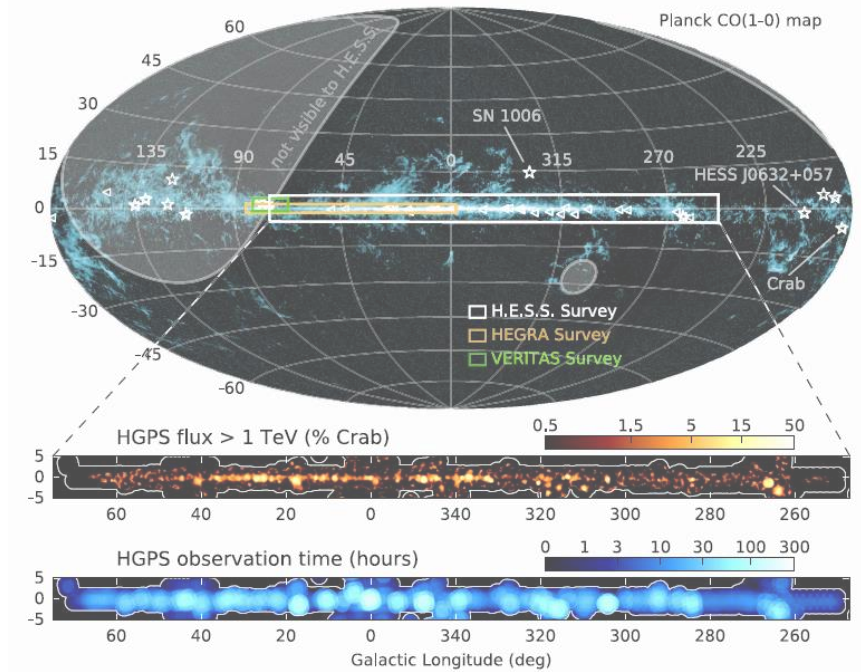 Planck CO(1-0) map
60
45
30
15
0
-15
-30
-45
-60
not visible to H.E.S.S.
135
90
45
0
315
270
225
SN 1006
HESS J0632+057
Crab
H.E.S.S. Survey
HEGRA Survey
VERITAS Survey
HGPS flux > 1 TeV (% Crab)
0.5 1.5 5 15 50
5
0
-5
60 40 20 0 340 320 300 280 260
HGPS observation time (hours)
0 1 3 10 30 100 300
5
0
-5
60 40 20 0 340 320 300 280 260
Galactic Longitude (deg)